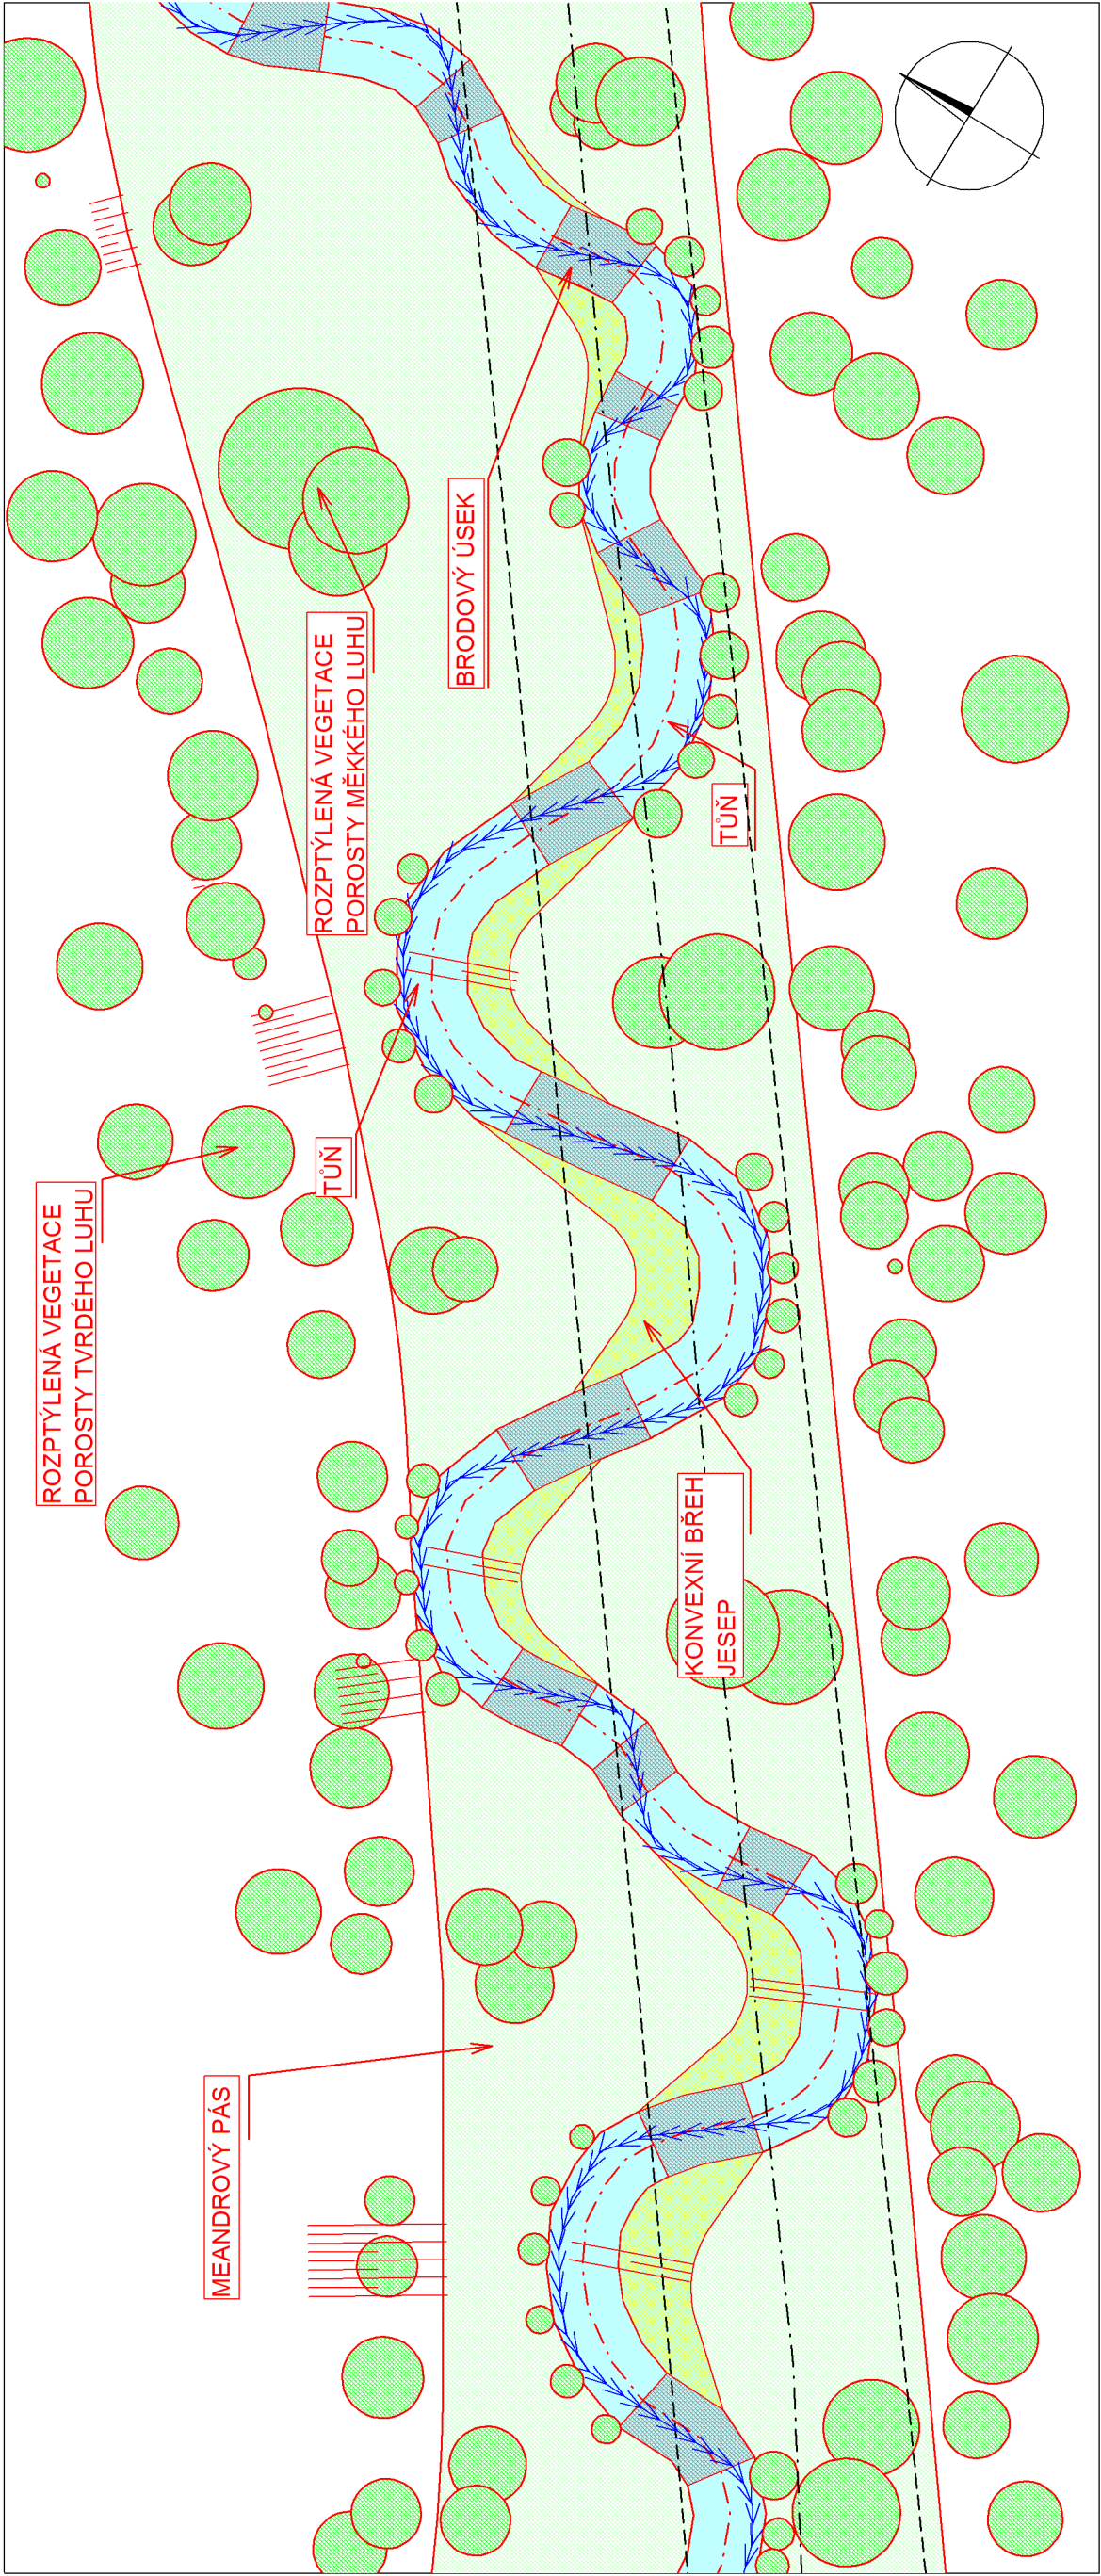 BRODOVÝ ÚSEK
ROZPTÝLENÁ VEGETACE
POROSTY MĚKKÉHO LUHU
TŮŇ
TŮŇ
ROZPTÝLENÁ VEGETACE
POROSTY TVRDÉHO LUHU
KONVEXNÍ BŘEH
JESEP
MEANDROVÝ PÁS